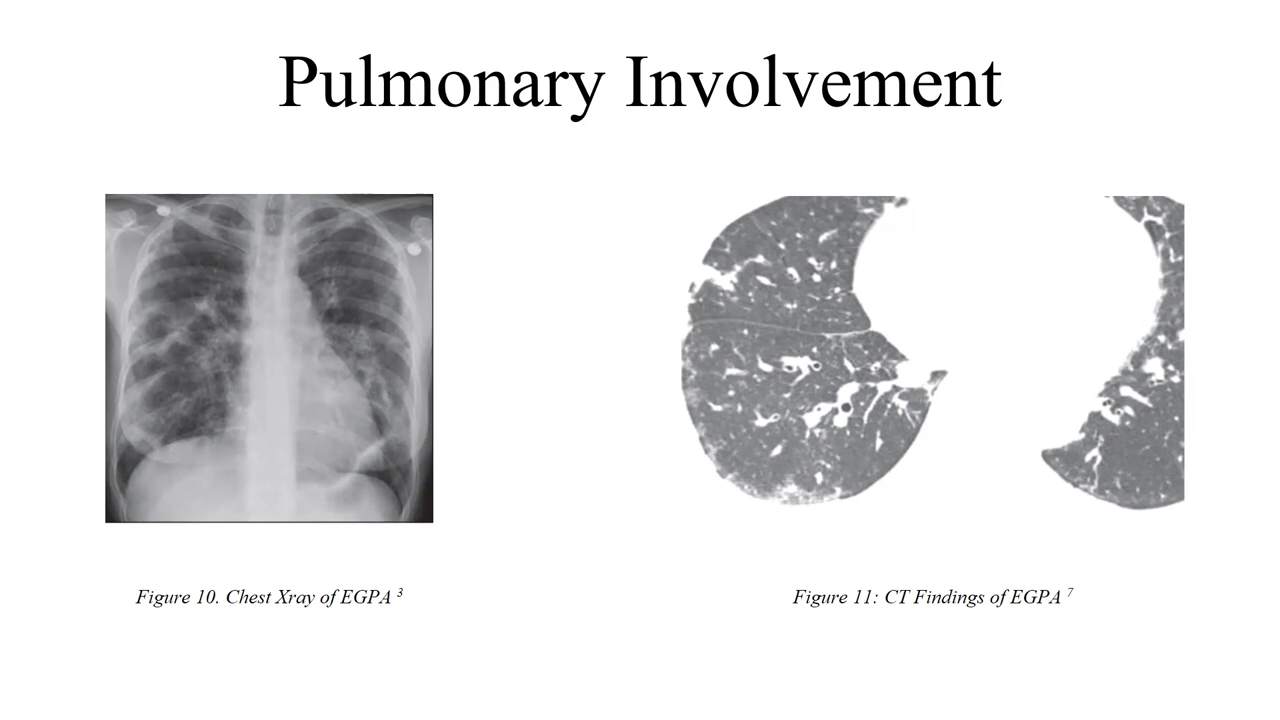 Pulmonary Involvement
Figure 10. Chest Xray of EGPA 3
Figure 11: CT Findings of EGPA 7